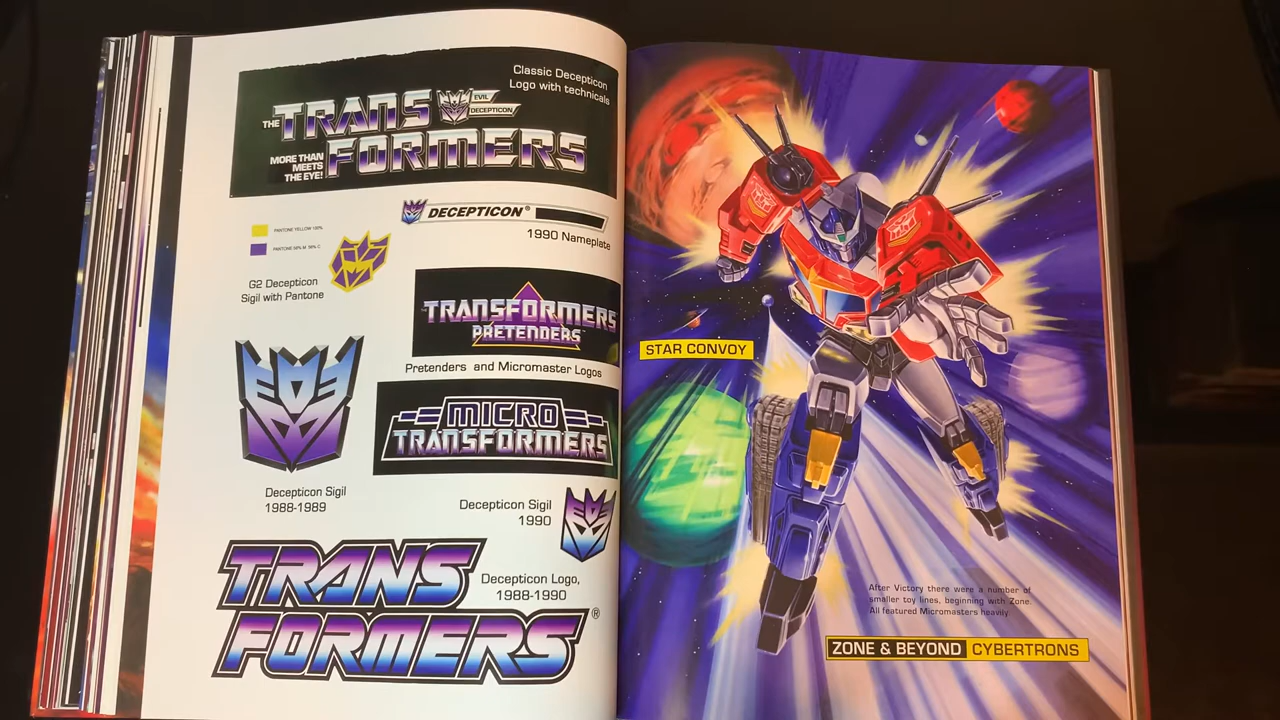 Classic Decepticon
Logo with technicals
THE TRANS
EVIL
DECEPTICON
MORE THAN
MEETS
THE EYE!
FORMERS
DECEPTICON®
1990 Nameplate
PANTONE YELLOW 100%
G2 Decepticon
Sigil with Pantone
TRANSFORMERS
PRETENDERS
Pretenders and Micromaster Logos
MICRO
TRANSFORMERS
Decepticon Sigil
1988-1989
Decepticon Sigil
1990
TRANS
FORMERS®
Decepticon Logo,
1988-1990
STAR CONVOY
After Victory there were a number of
smaller toy lines, beginning with Zone.
All featured Micromasters heavily.
ZONE & BEYOND CYBERTRONS